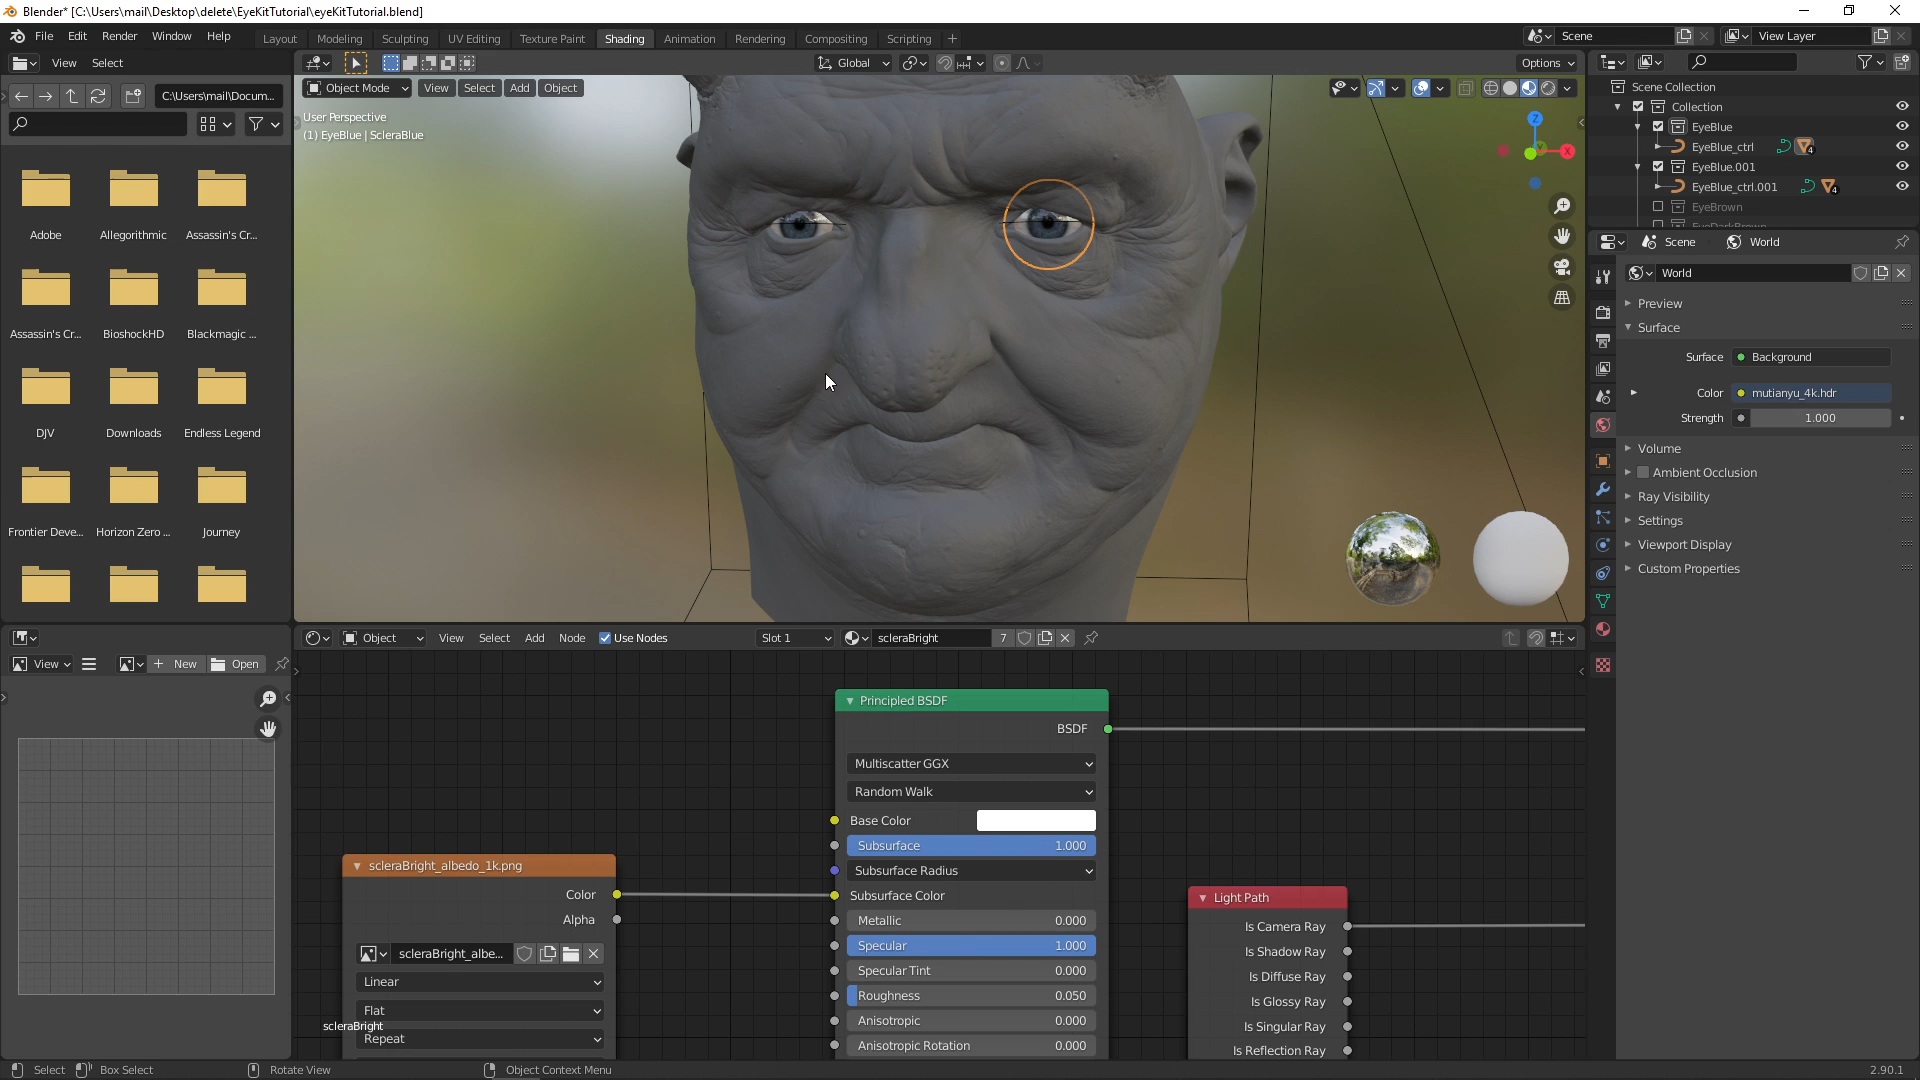 Blender* [C:\Users\mail\Desktop\delete\EyeKitTutorial\eyeKitTutorial.blend]
File Edit Render Window Help
Layout Modeling Sculpting UV Editing Texture Paint Shading Animation Rendering Compositing Scripting +
Scene
View Layer
View Select
Global
Options
C:\Users\mail\Docum...
Object Mode View Select Add Object
User Perspective
(1) EyeBlue | ScleraBlue
Z
X
Adobe Allegorithmic Assassin's Cr...
Assassin's Cr... BioshockHD Blackmagic ...
DJV Downloads Endless Legend
Frontier Deve... Horizon Zero ... Journey
Scene Collection
Collection
EyeBlue
EyeBlue_ctrl 4
EyeBlue.001
EyeBlue_ctrl.001 4
EyeBrown
EyeDarkBrown
Scene World
World
Preview
Surface
Surface Background
Color mutianyu_4k.hdr
Strength 1.000
Volume
Ambient Occlusion
Ray Visibility
Settings
Viewport Display
Custom Properties
View New Open
Object View Select Add Node Use Nodes Slot 1 scleraBright 7
scleraBright_albedo_1k.png
Color
Alpha
scleraBright_albe...
Linear
Flat
Repeat
scleraBright
Principled BSDF
BSDF
Multiscatter GGX
Random Walk
Base Color
Subsurface 1.000
Subsurface Radius
Subsurface Color
Metallic 0.000
Specular 1.000
Specular Tint 0.000
Roughness 0.050
Anisotropic 0.000
Anisotropic Rotation 0.000
Light Path
Is Camera Ray
Is Shadow Ray
Is Diffuse Ray
Is Glossy Ray
Is Singular Ray
Is Reflection Ray
Select Box Select Rotate View Object Context Menu 2.90.1